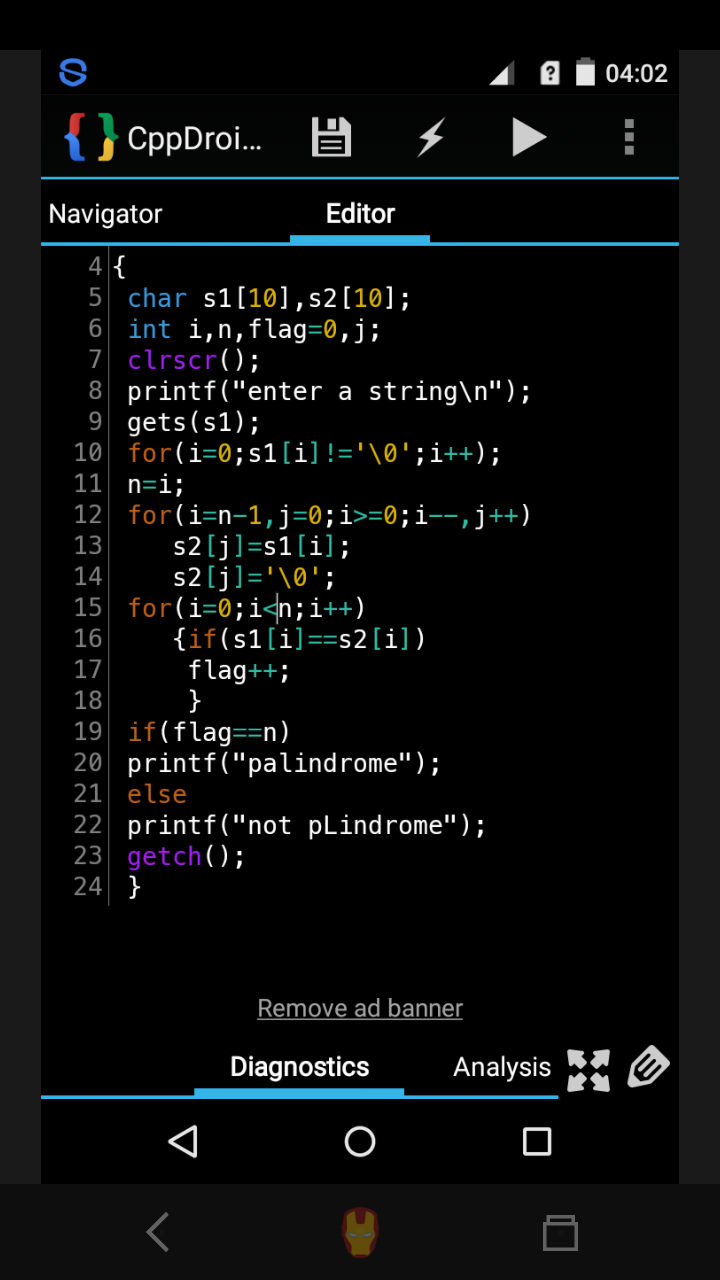 04:02
CppDroi...
Navigator Editor
4 {
5 char s1[10],s2[10];
6 int i,n,flag=0,j;
7 clrscr();
8 printf("enter a string\n");
9 gets(s1);
10 for(i=0;s1[i]!='\0';i++);
11 n=i;
12 for(i=n-1,j=0;i>=0;i--,j++)
13 s2[j]=s1[i];
14 s2[j]='\0';
15 for(i=0;i<n;i++)
16 {if(s1[i]==s2[i])
17 flag++;
18 }
19 if(flag==n)
20 printf("palindrome");
21 else
22 printf("not pLindrome");
23 getch();
24 }
Remove ad banner
Diagnostics Analysis